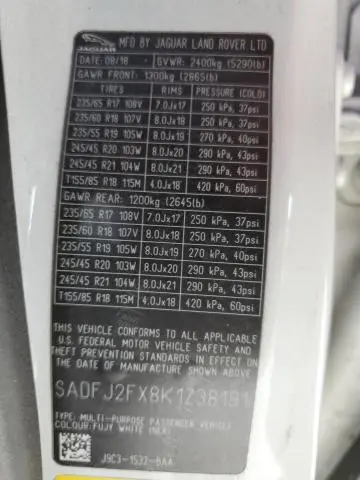 JAGUAR
MFD BY JAGUAR LAND ROVER LTD
DATE: 08/18 GVWR: 2400kg (5290lb)
GAWR FRONT: 1300kg (2865lb)
TIRES RIMS PRESSURE (COLD)
235/65 R17 108V 7.0Jx17 250 kPa, 37psi
235/60 R18 107V 8.0Jx18 250 kPa, 37psi
235/55 R19 105W 8.0Jx19 270 kPa, 40psi
245/45 R20 103W 8.0Jx20 290 kPa, 43psi
245/45 R21 104W 8.0Jx21 290 kPa, 43psi
T155/85 R18 115M 4.0Jx18 420 kPa, 60psi
GAWR REAR: 1200kg (2645lb)
235/65 R17 108V 7.0Jx17 250 kPa, 37psi
235/60 R18 107V 8.0Jx18 250 kPa, 37psi
235/55 R19 105W 8.0Jx19 270 kPa, 40psi
245/45 R20 103W 8.0Jx20 290 kPa, 43psi
245/45 R21 104W 8.0Jx21 290 kPa, 43psi
T155/85 R18 115M 4.0Jx18 420 kPa, 60psi
THIS VEHICLE CONFORMS TO ALL APPLICABLE
U.S. FEDERAL MOTOR VEHICLE SAFETY, BUMPER
AND THEFT PREVENTION STANDARDS IN EFFECT ON
THE DATE OF MANUFACTURE SHOWN ABOVE
SADFJ2FX8K1Z38191
TYPE: MULTI-PURPOSE PASSENGER VEHICLE
COLOUR:FUJI WHITE
J9C3-1532-BAA